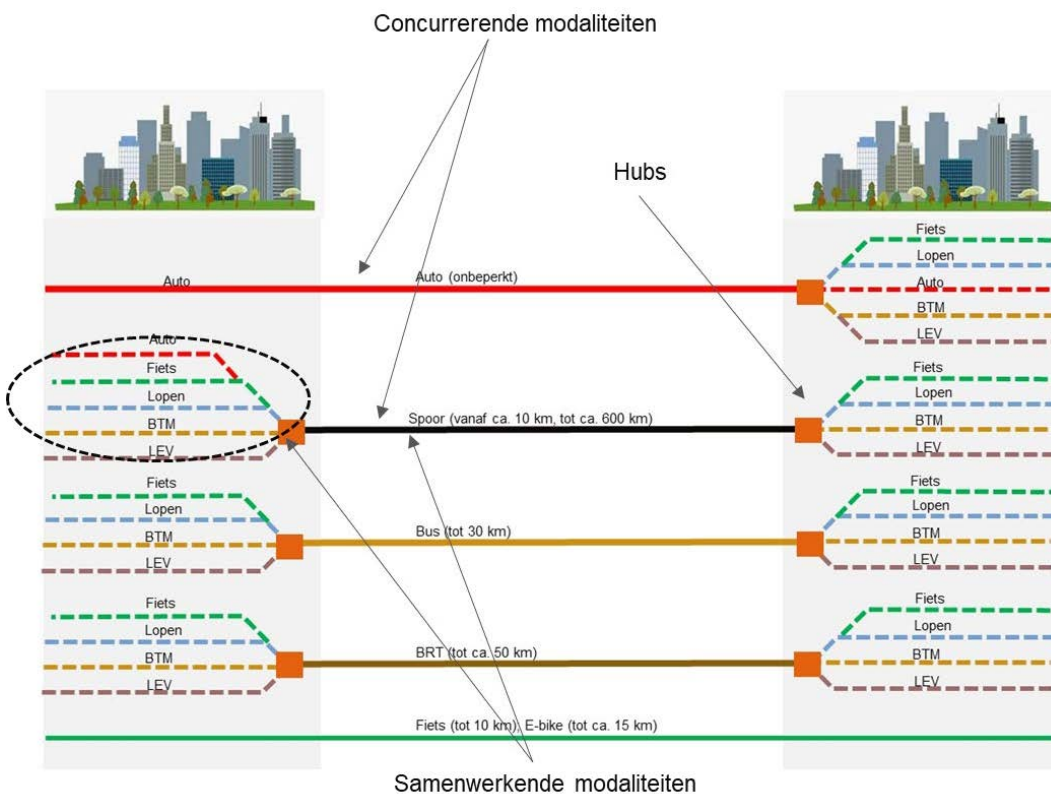 Concurrerende modaliteiten
Hubs
Auto
Auto (onbeperkt)
Fiets
Lopen
Auto
BTM
LEV
Auto
Fiets
Lopen
BTM
LEV
Spoor (vanaf ca. 10 km, tot ca. 600 km)
Fiets
Lopen
BTM
LEV
Fiets
Lopen
BTM
LEV
Bus (tot 30 km)
Fiets
Lopen
BTM
LEV
Fiets
Lopen
BTM
LEV
BRT (tot ca. 50 km)
Fiets
Lopen
BTM
LEV
Fiets (tot 10 km), E-bike (tot ca. 15 km)
Samenwerkende modaliteiten